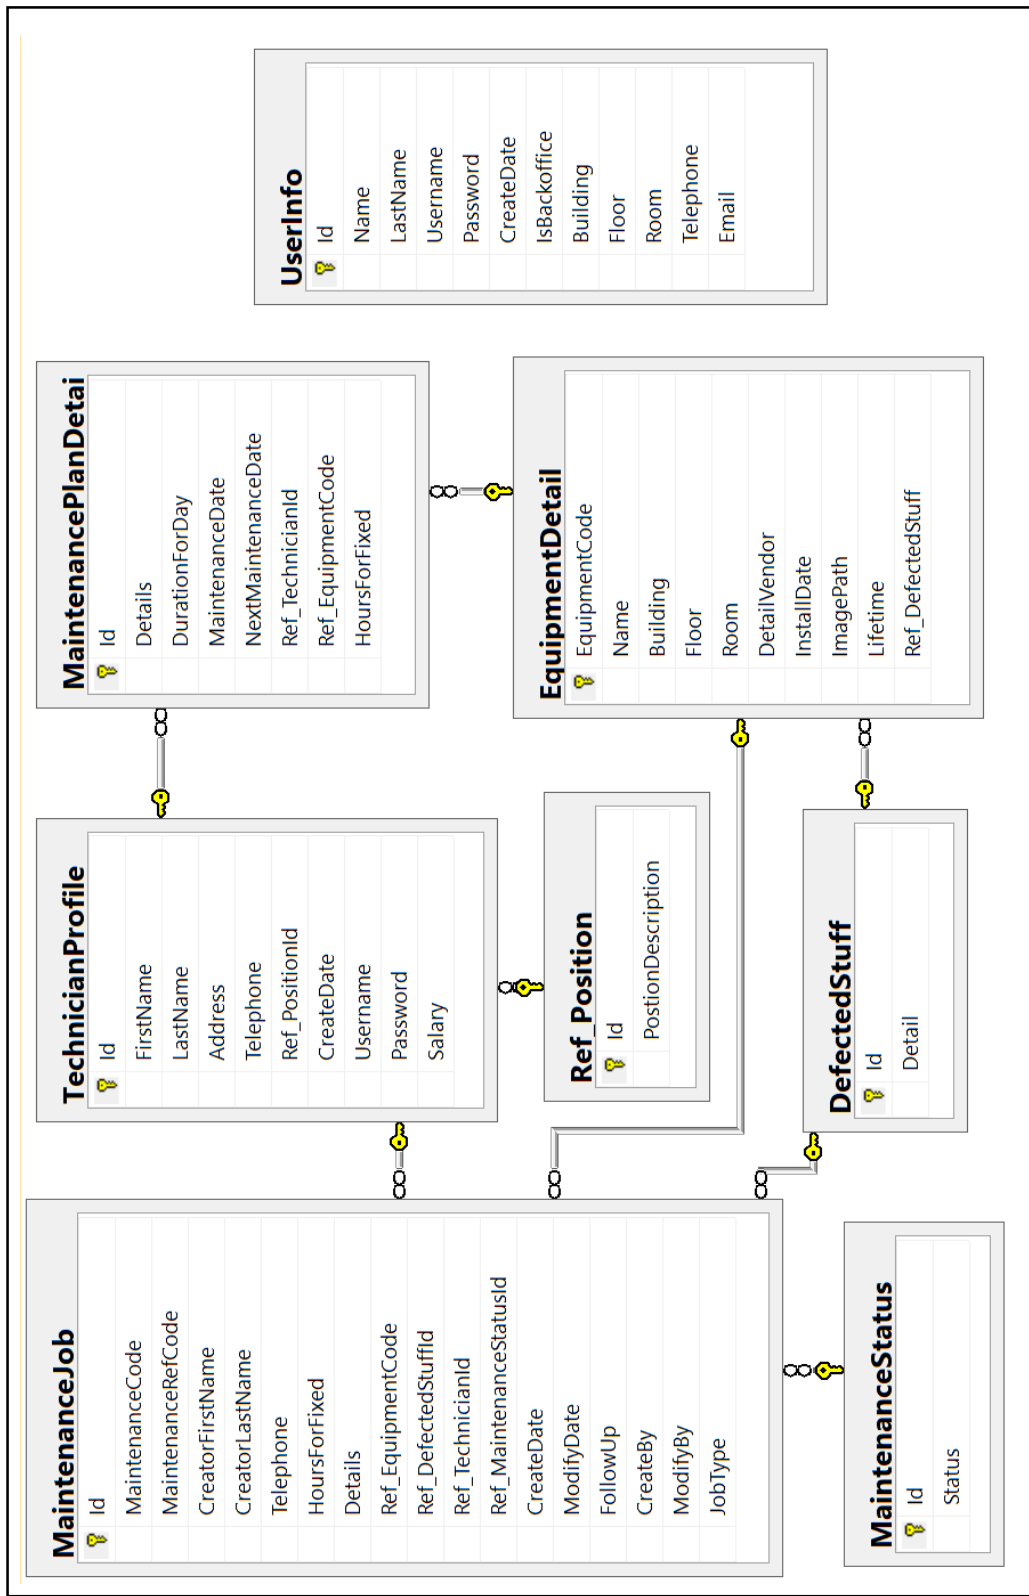 MaintenanceJob
Id
MaintenanceCode
MaintenanceRefCode
CreatorFirstName
CreatorLastName
Telephone
HoursForFixed
Details
Ref_EquipmentCode
Ref_DefectedStuffId
Ref_TechnicianId
Ref_MaintenanceStatusId
CreateDate
ModifyDate
FollowUp
CreateBy
ModifyBy
JobType
TechnicianProfile
Id
FirstName
LastName
Address
Telephone
Ref_PositionId
CreateDate
Username
Password
Salary
MaintenancePlanDetai
Id
Details
DurationForDay
MaintenanceDate
NextMaintenanceDate
Ref_TechnicianId
Ref_EquipmentCode
HoursForFixed
UserInfo
Id
Name
LastName
Username
Password
CreateDate
IsBackoffice
Building
Floor
Room
Telephone
Email
Ref_Position
Id
PostionDescription
EquipmentDetail
EquipmentCode
Name
Building
Floor
Room
DetailVendor
InstallDate
ImagePath
Lifetime
Ref_DefectedStuff
MaintenanceStatus
Id
Status
DefectedStuff
Id
Detail